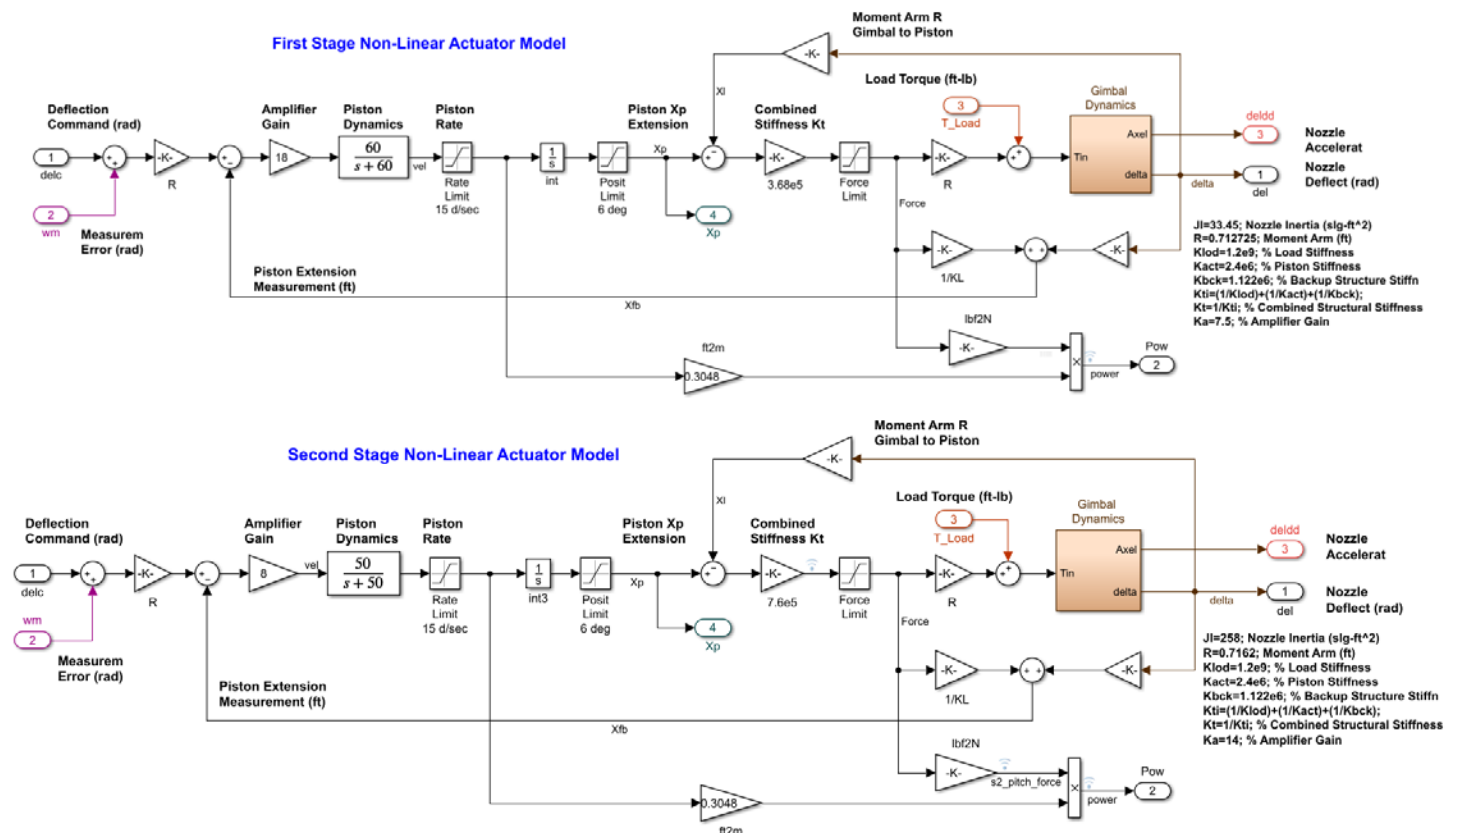 First Stage Non-Linear Actuator Model
Moment Arm R
Gimbal to Piston
-K-
Load Torque (ft-lb)
Deflection
Command (rad)
Amplifier
Gain
Piston
Dynamics
Piston
Rate
Piston Xp
Extension
Xl
Combined
Stiffness Kt
3
T_Load
Gimbal
Dynamics
deldd
3
Nozzle
Accelerat
1
delc
-K-
R
18
60
s + 60
vel
Rate
Limit
15 d/sec
1
s
int
Posit
Limit
6 deg
Xp
4
Xp
-K-
3.68e5
Force
Limit
Force
-K-
R
Tin
Axel
delta
delta
1
del
Nozzle
Deflect (rad)
2
wm
Measurem
Error (rad)
Piston Extension
Measurement (ft)
Xfb
-K-
1/KL
-K-
Jl=33.45; Nozzle Inertia (slg-ft^2)
R=0.712725; Moment Arm (ft)
Klod=1.2e9; % Load Stiffness
Kact=2.4e6; % Piston Stiffness
Kbck=1.122e6; % Backup Structure Stiffn
Kti=(1/Klod)+(1/Kact)+(1/Kbck);
Kt=1/Kti; % Combined Structural Stiffness
Ka=7.5; % Amplifier Gain
lbf2N
-K-
ft2m
0.3048
power
Pow
2
Second Stage Non-Linear Actuator Model
Moment Arm R
Gimbal to Piston
-K-
Load Torque (ft-lb)
Deflection
Command (rad)
Amplifier
Gain
Piston
Dynamics
Piston
Rate
Piston Xp
Extension
Xl
Combined
Stiffness Kt
3
T_Load
Gimbal
Dynamics
deldd
3
Nozzle
Accelerat
1
delc
-K-
R
8
vel
50
s + 50
Rate
Limit
15 d/sec
1
s
int3
Posit
Limit
6 deg
Xp
4
Xp
-K-
7.6e5
Force
Limit
Force
-K-
R
Tin
Axel
delta
delta
1
del
Nozzle
Deflect (rad)
wm
2
Measurem
Error (rad)
Piston Extension
Measurement (ft)
Xfb
-K-
1/KL
-K-
Jl=258; Nozzle Inertia (slg-ft^2)
R=0.7162; Moment Arm (ft)
Klod=1.2e9; % Load Stiffness
Kact=2.4e6; % Piston Stiffness
Kbck=1.122e6; % Backup Structure Stiffn
Kti=(1/Klod)+(1/Kact)+(1/Kbck);
Kt=1/Kti; % Combined Structural Stiffness
Ka=14; % Amplifier Gain
lbf2N
-K-
s2_pitch_force
0.3048
ft2m
power
Pow
2